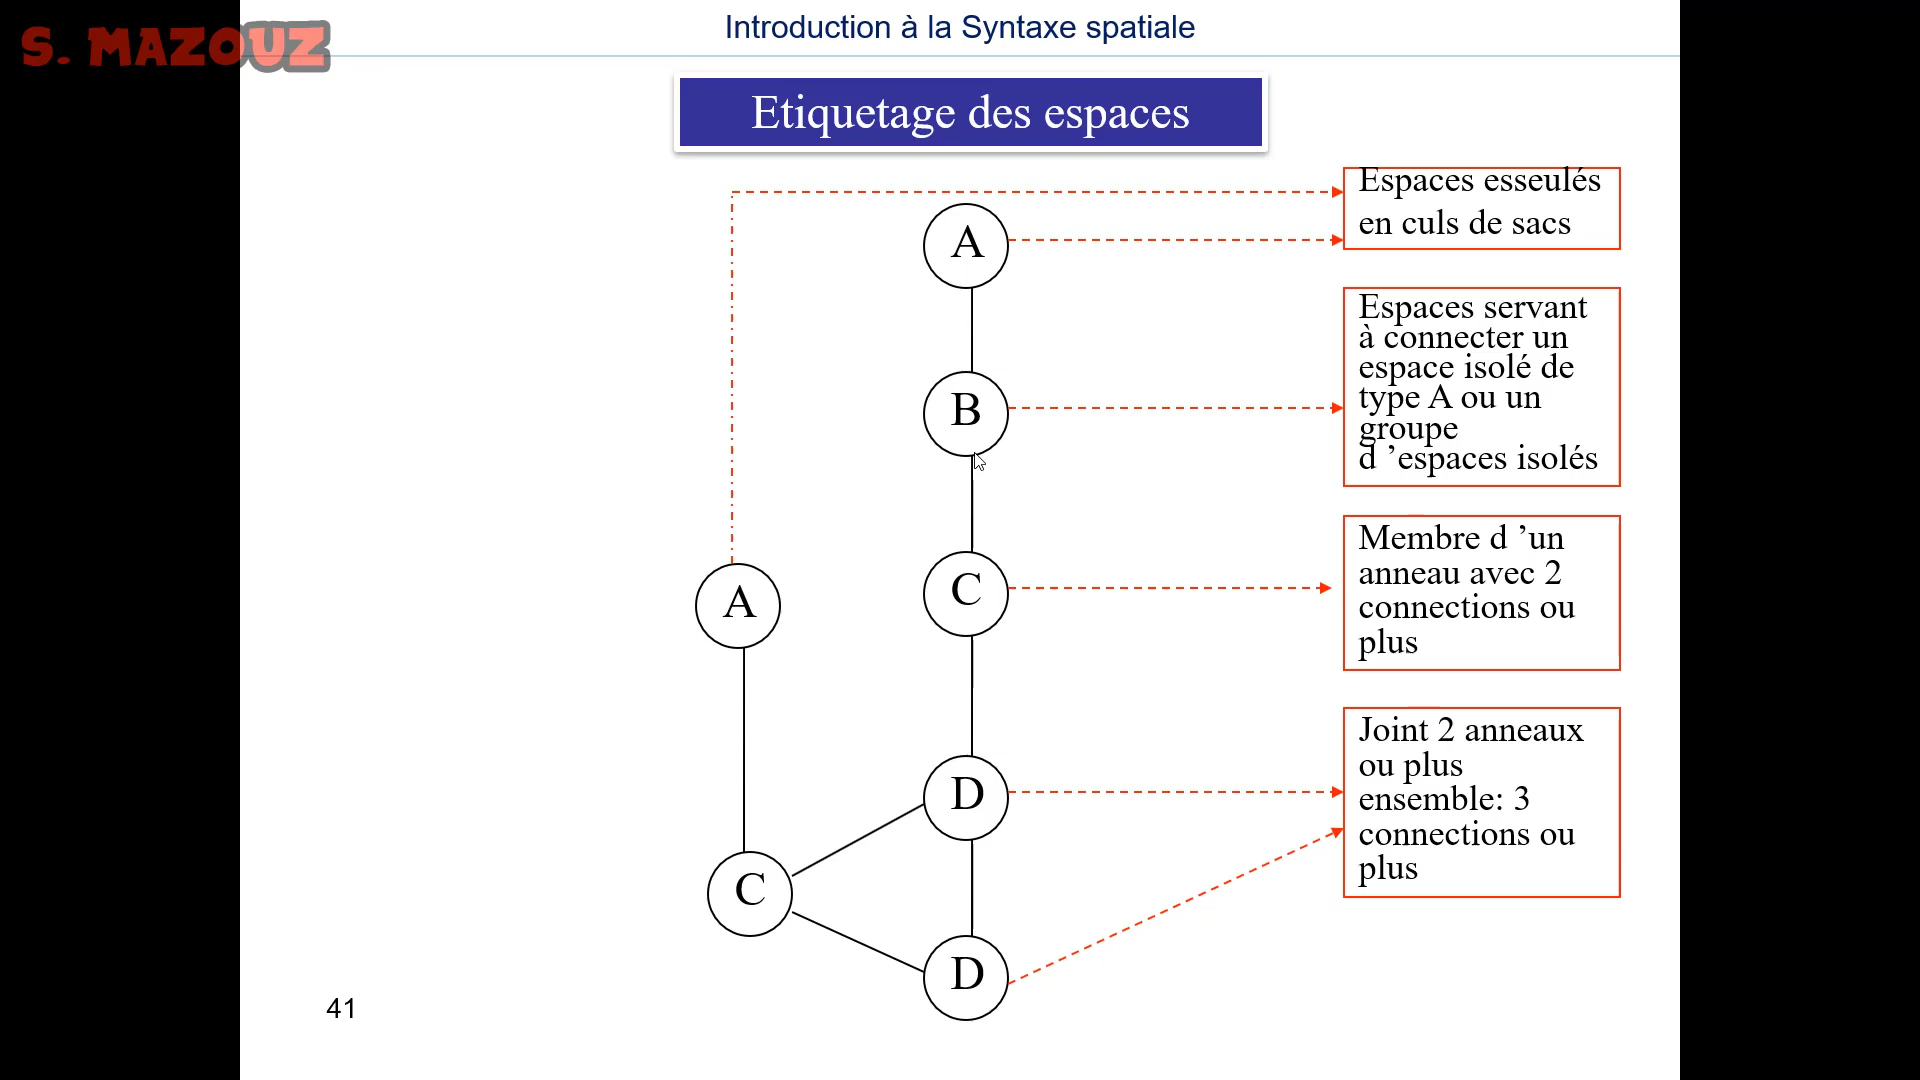 Introduction à la Syntaxe spatiale
S. MAZOUZ
Etiquetage des espaces
Espaces esseulés
en culs de sacs
A
Espaces servant
à connecter un
espace isolé de
type A ou un
groupe
d ’espaces isolés
B
Membre d ’un
anneau avec 2
connections ou
plus
C
A
Joint 2 anneaux
ou plus
ensemble: 3
connections ou
plus
D
C
D
41